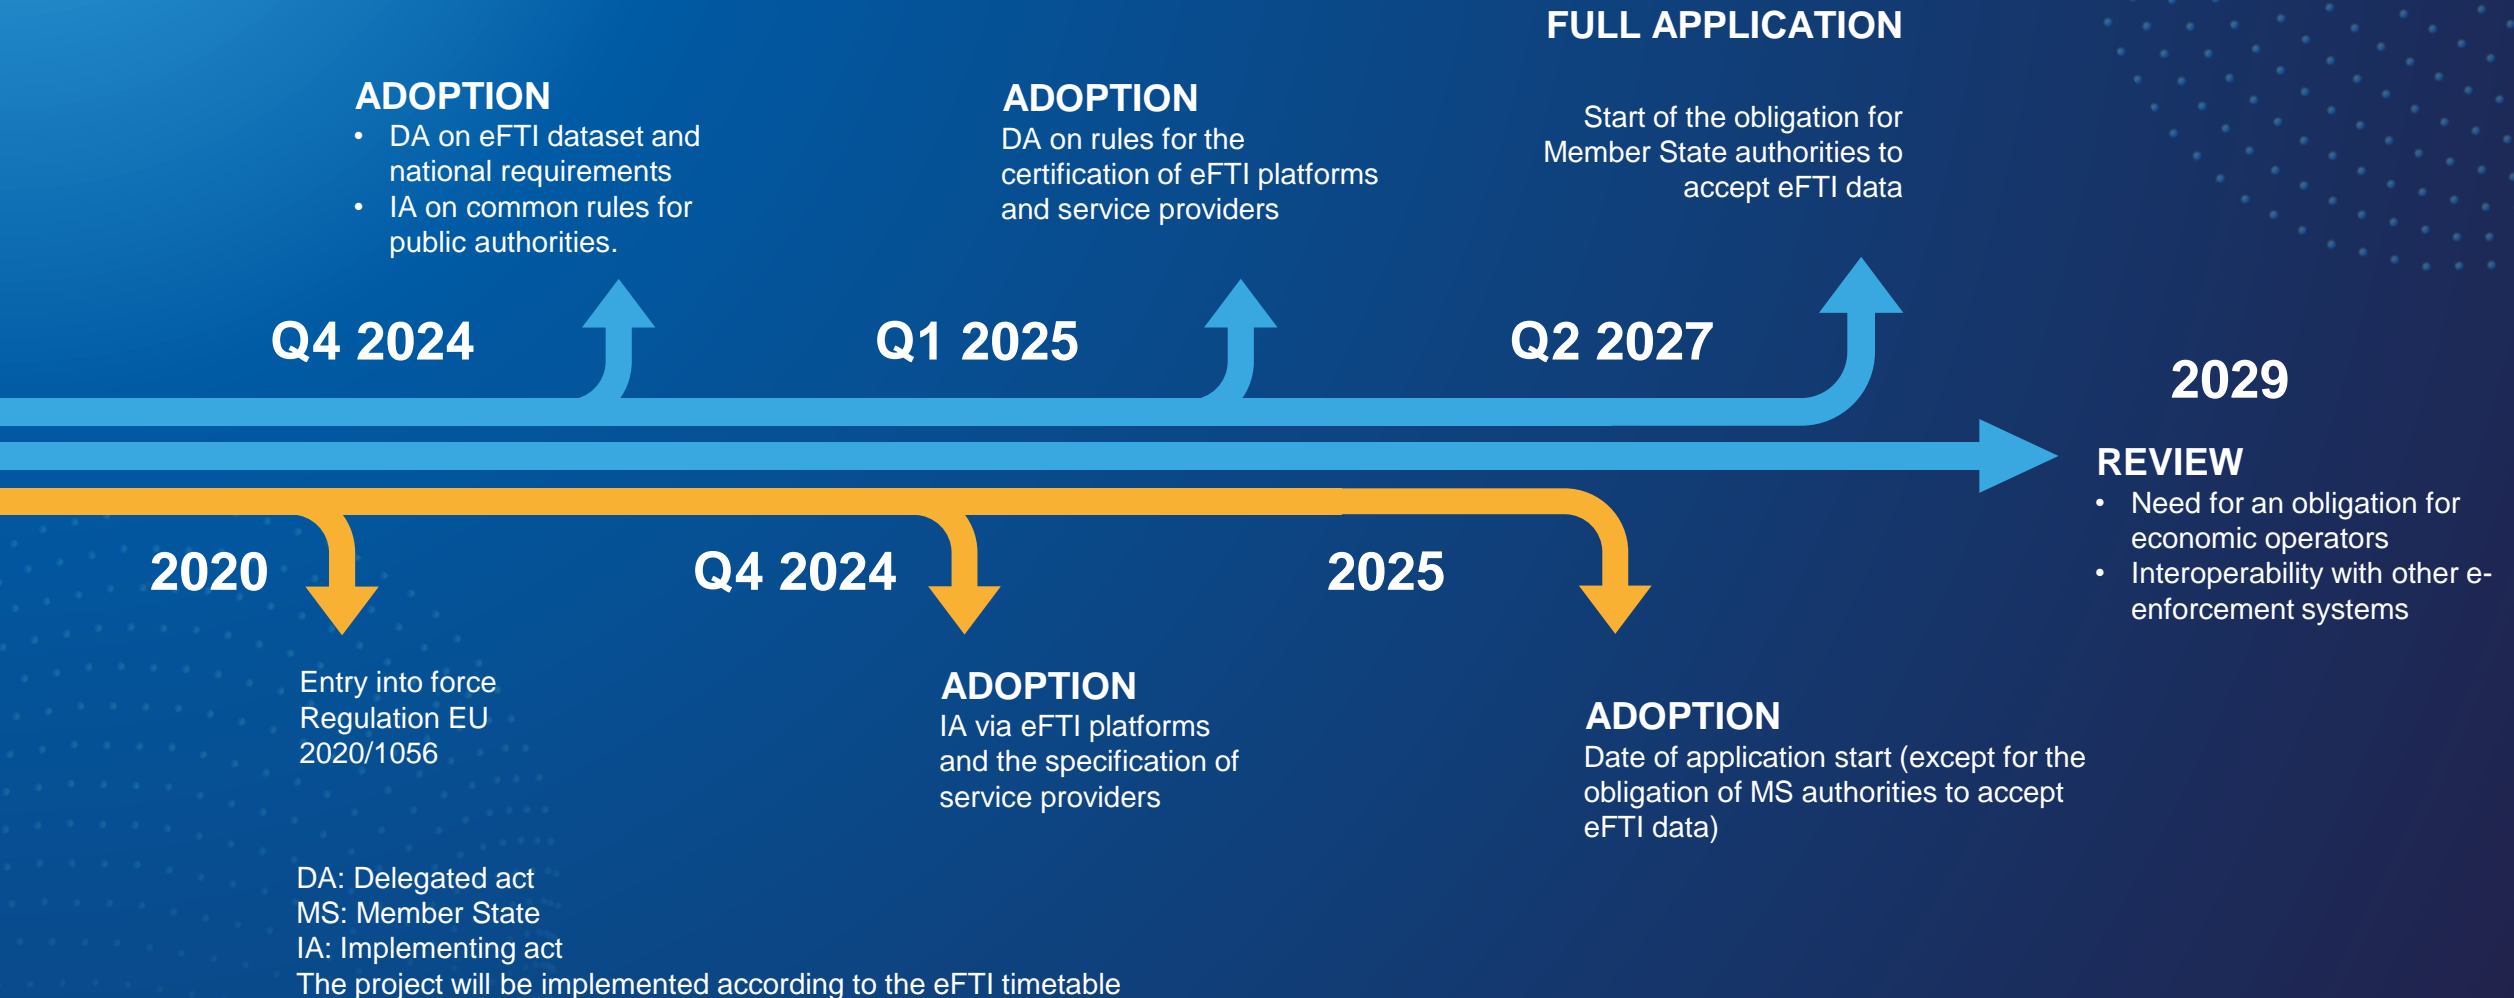 FULL APPLICATION
Start of the obligation for
Member State authorities to
accept eFTI data
ADOPTION
• DA on eFTI dataset and
national requirements
• IA on common rules for
public authorities.
ADOPTION
DA on rules for the
certification of eFTI platforms
and service providers
Q4 2024
Q1 2025
Q2 2027
2029
REVIEW
• Need for an obligation for
economic operators
• Interoperability with other e-
enforcement systems
2020
Q4 2024
2025
Entry into force
Regulation EU
2020/1056
ADOPTION
IA via eFTI platforms
and the specification of
service providers
ADOPTION
Date of application start (except for the
obligation of MS authorities to accept
eFTI data)
DA: Delegated act
MS: Member State
IA: Implementing act
The project will be implemented according to the eFTI timetable